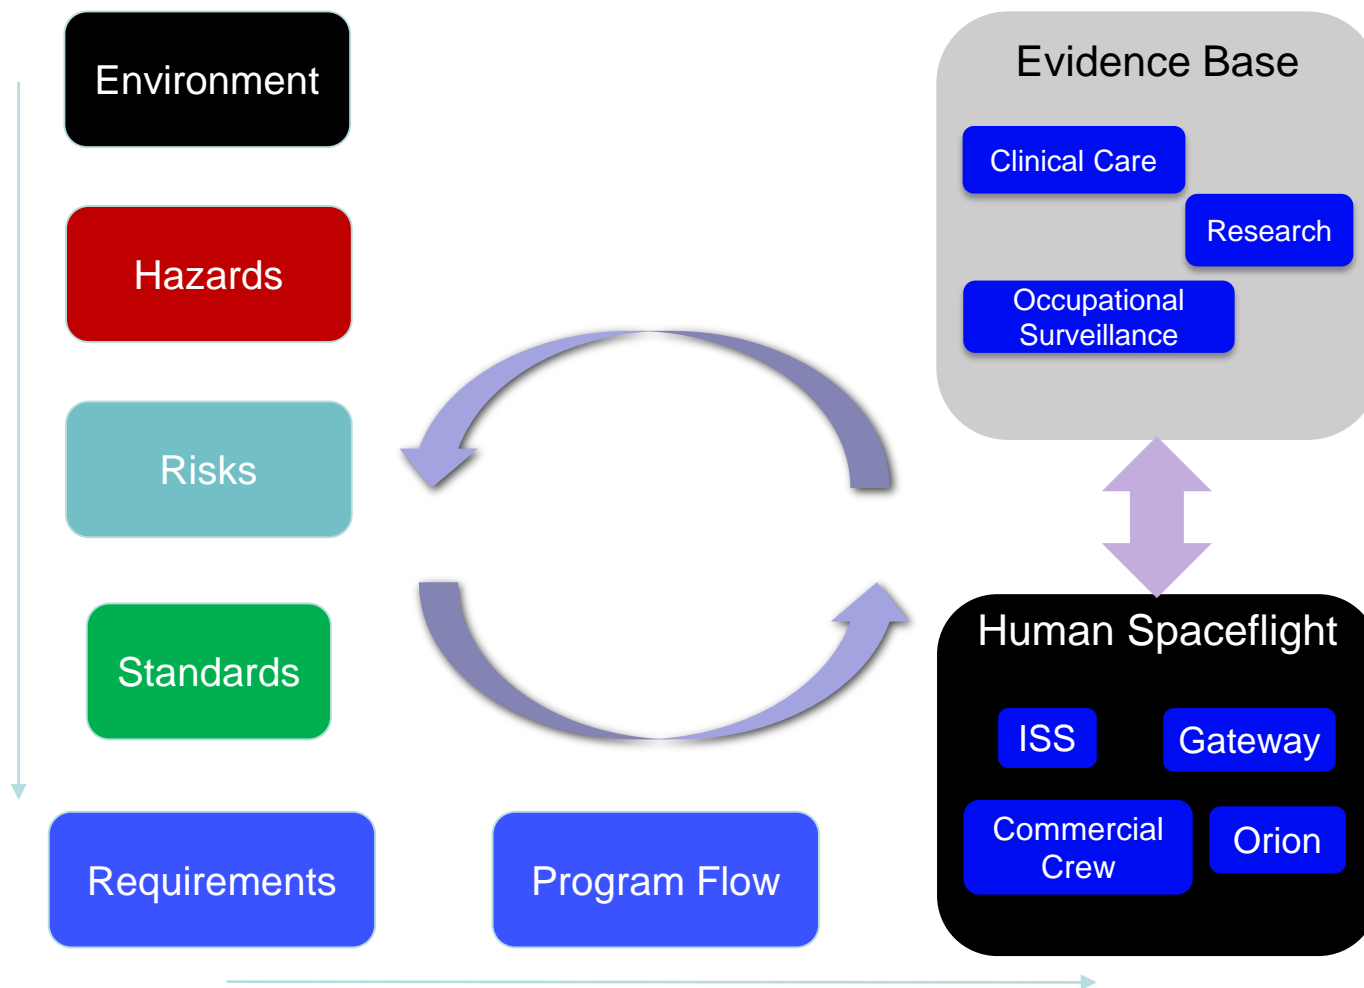 Environment
Hazards
Risks
Standards
Requirements
Program Flow
Evidence Base
Clinical Care
Research
Occupational
Surveillance
Human Spaceflight
ISS
Gateway
Commercial
Crew
Orion